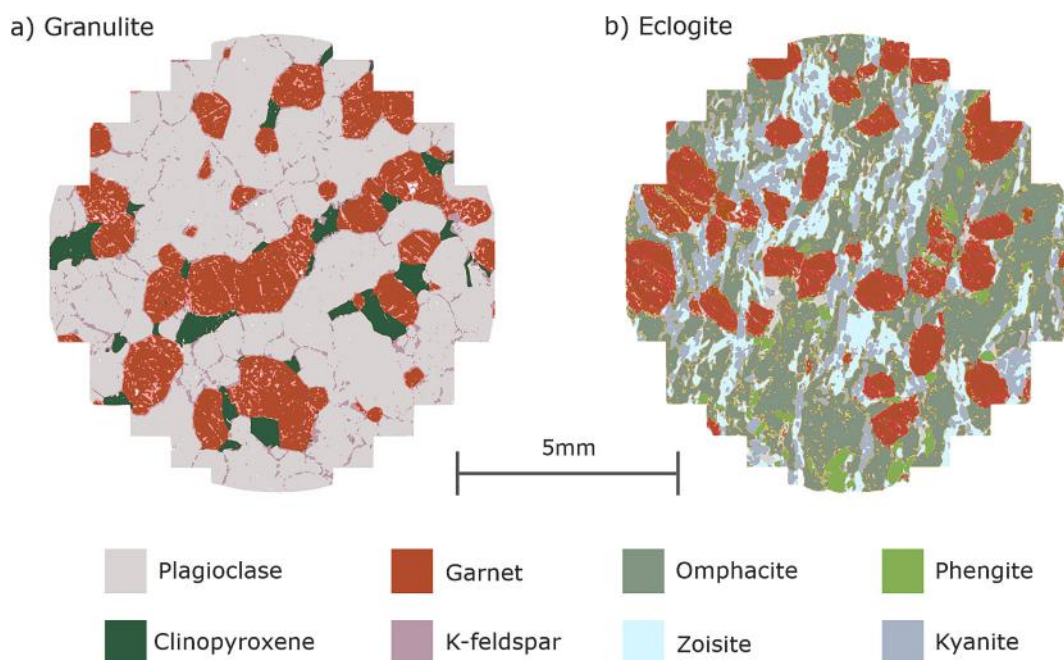 a) Granulite
b) Eclogite
5mm
Plagioclase
Garnet
Omphacite
Phengite
Clinopyroxene
K-feldspar
Zoisite
Kyanite